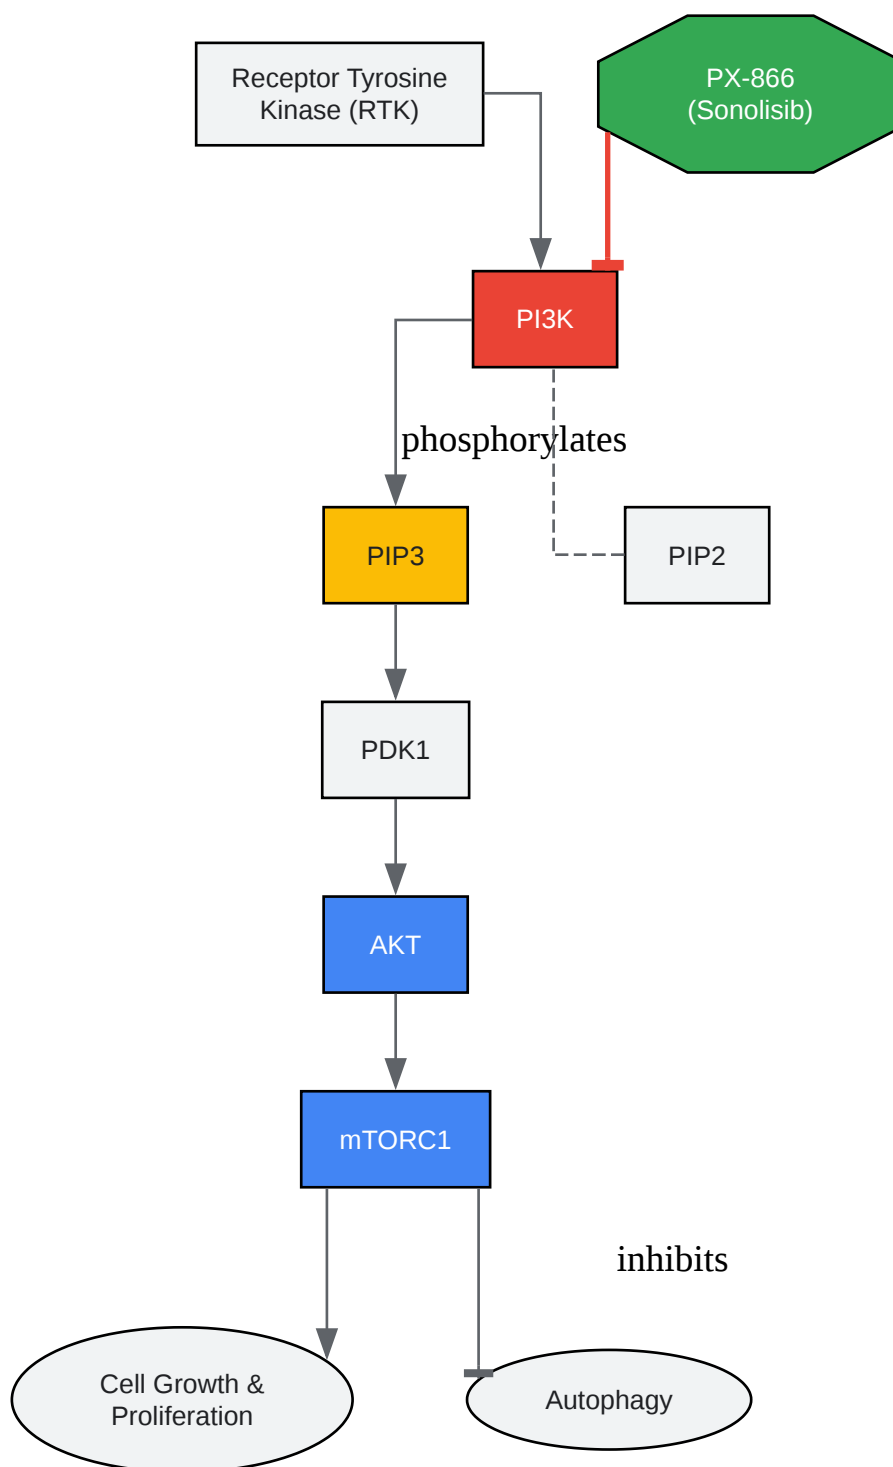 Receptor Tyrosine
Kinase (RTK)
PX-866
(Sonolisib)
PI3K
phosphorylates
PIP3
PIP2
PDK1
AKT
mTORC1
inhibits
Cell Growth &
Proliferation
Autophagy